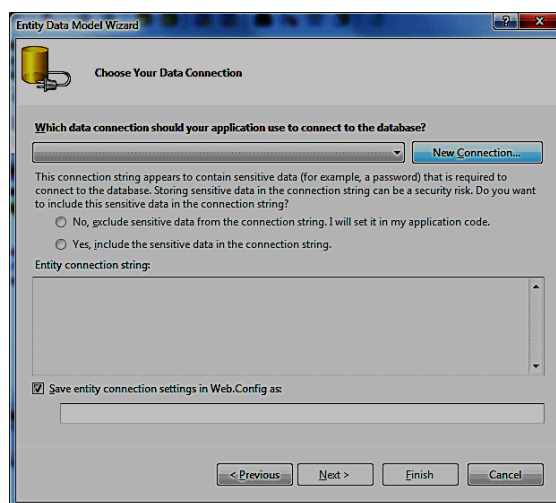 Entity Data Model Wizard
Choose Your Data Connection
Which data connection should your application use to connect to the database?
New Connection...
This connection string appears to contain sensitive data (for example, a password) that is required to
connect to the database. Storing sensitive data in the connection string can be a security risk. Do you want
to include this sensitive data in the connection string?
No, exclude sensitive data from the connection string. I will set it in my application code.
Yes, include the sensitive data in the connection string.
Entity connection string:
Save entity connection settings in Web.Config as:
< Previous Next > Finish Cancel